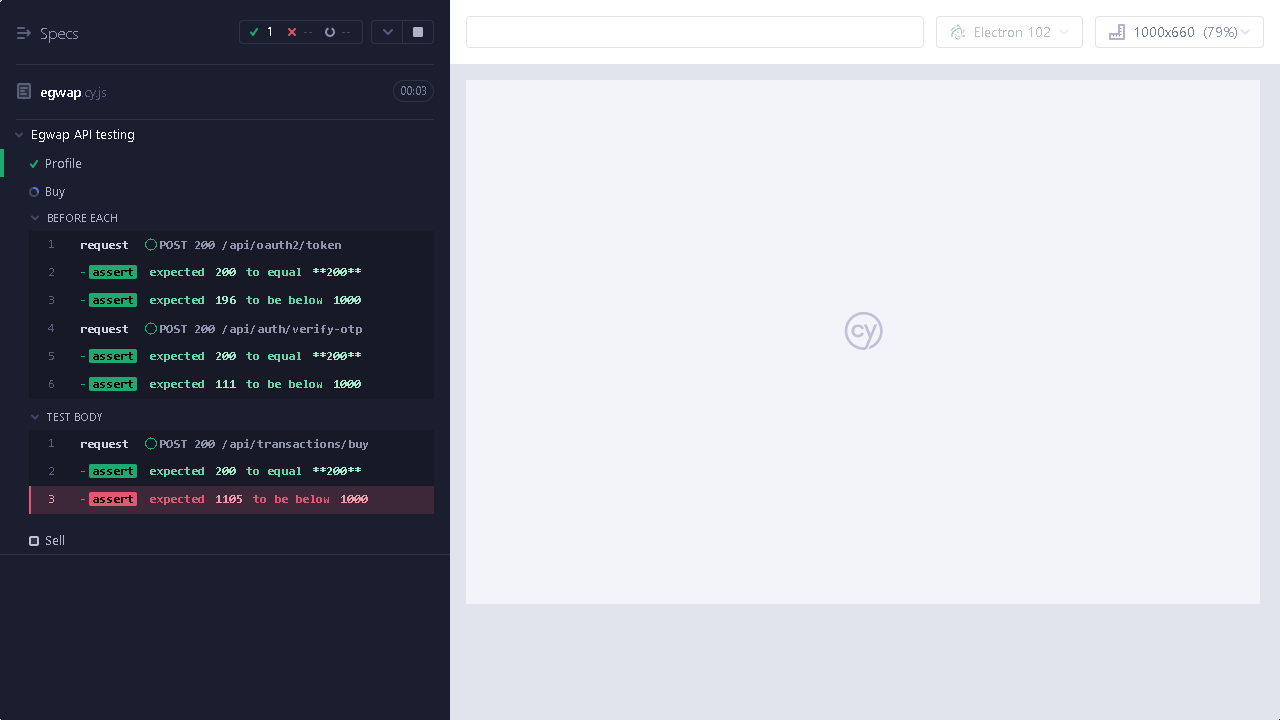 Specs
1 -- --
Electron 102
1000x660 (79%)
egwap cy.js
00:03
Egwap API testing
Profile
Buy
BEFORE EACH
1 request POST 200 /api/oauth2/token
2 -assert expected 200 to equal **200**
3 -assert expected 196 to be below 1000
4 request POST 200 /api/auth/verify-otp
5 -assert expected 200 to equal **200**
6 -assert expected 111 to be below 1000
TEST BODY
1 request POST 200 /api/transactions/buy
2 -assert expected 200 to equal **200**
3 -assert expected 1105 to be below 1000
Sell
cy